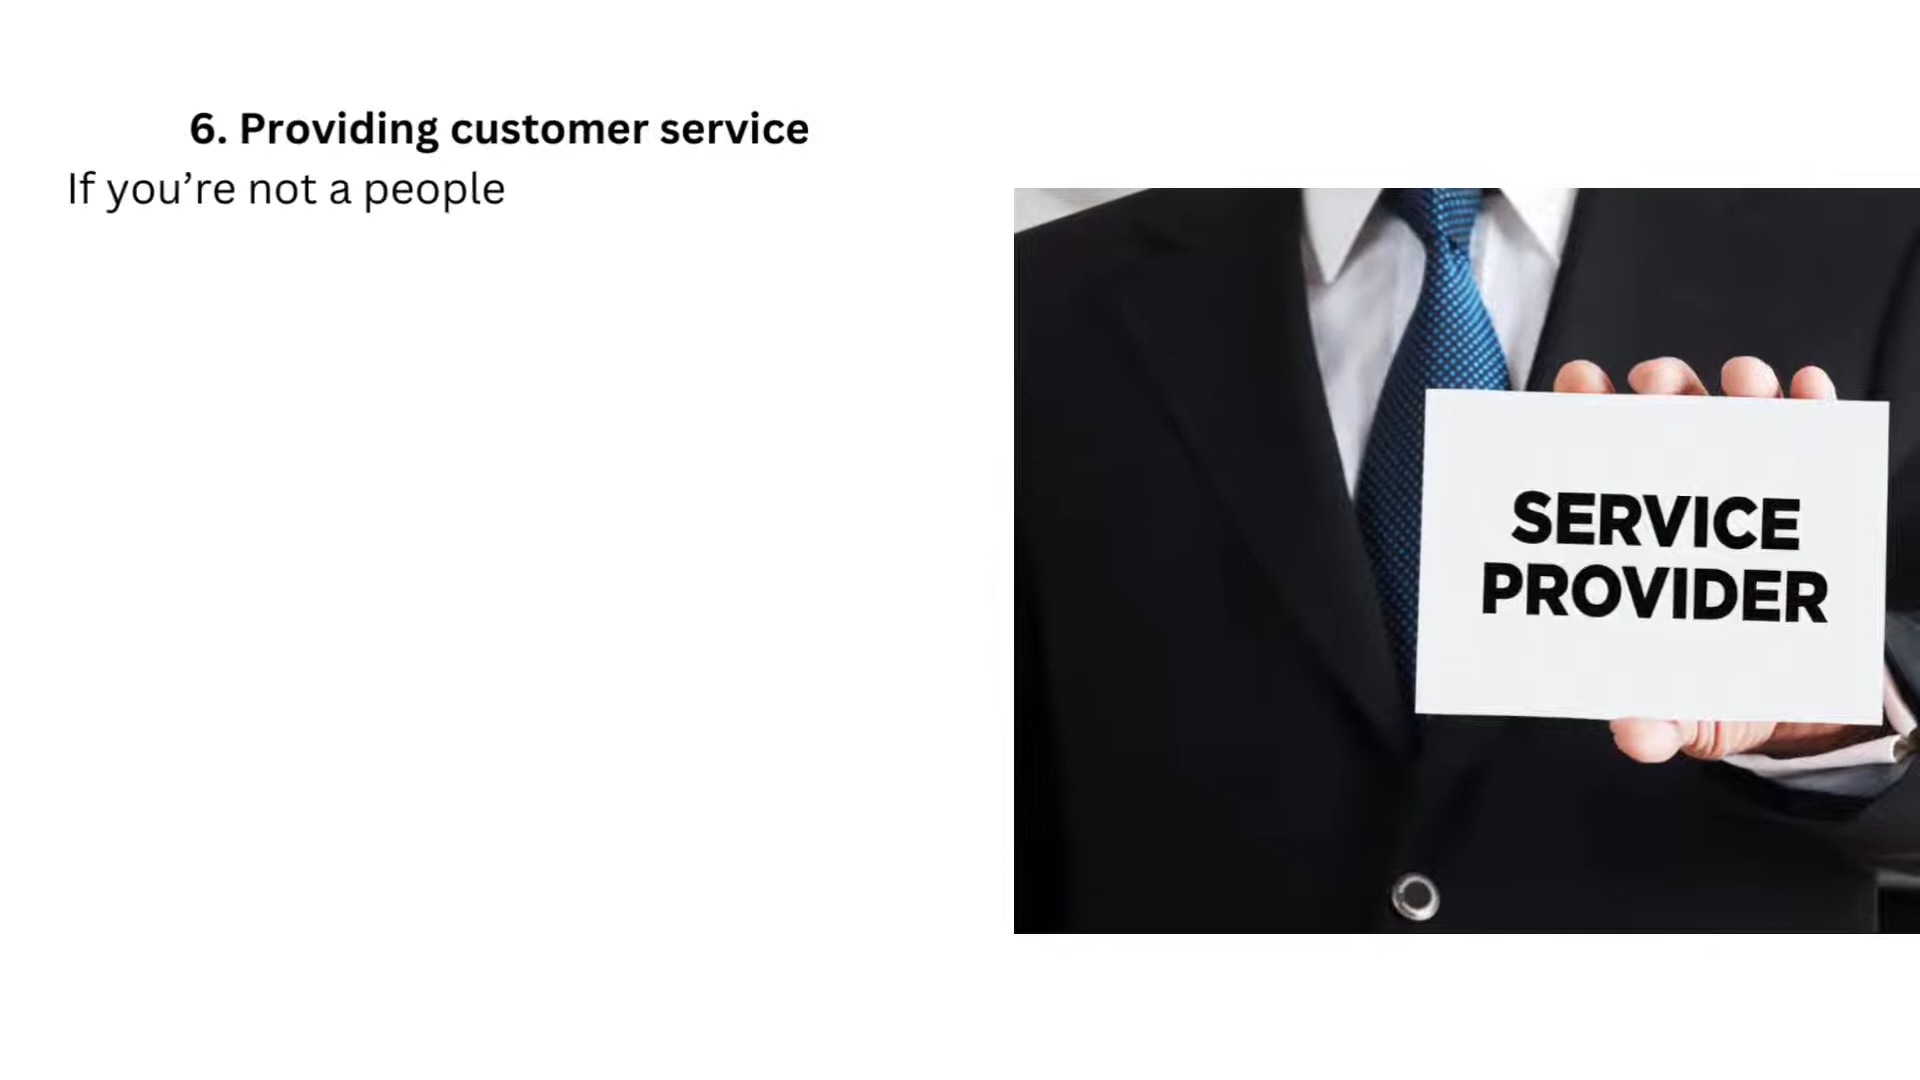 6. Providing customer service
If you’re not a people
SERVICE
PROVIDER